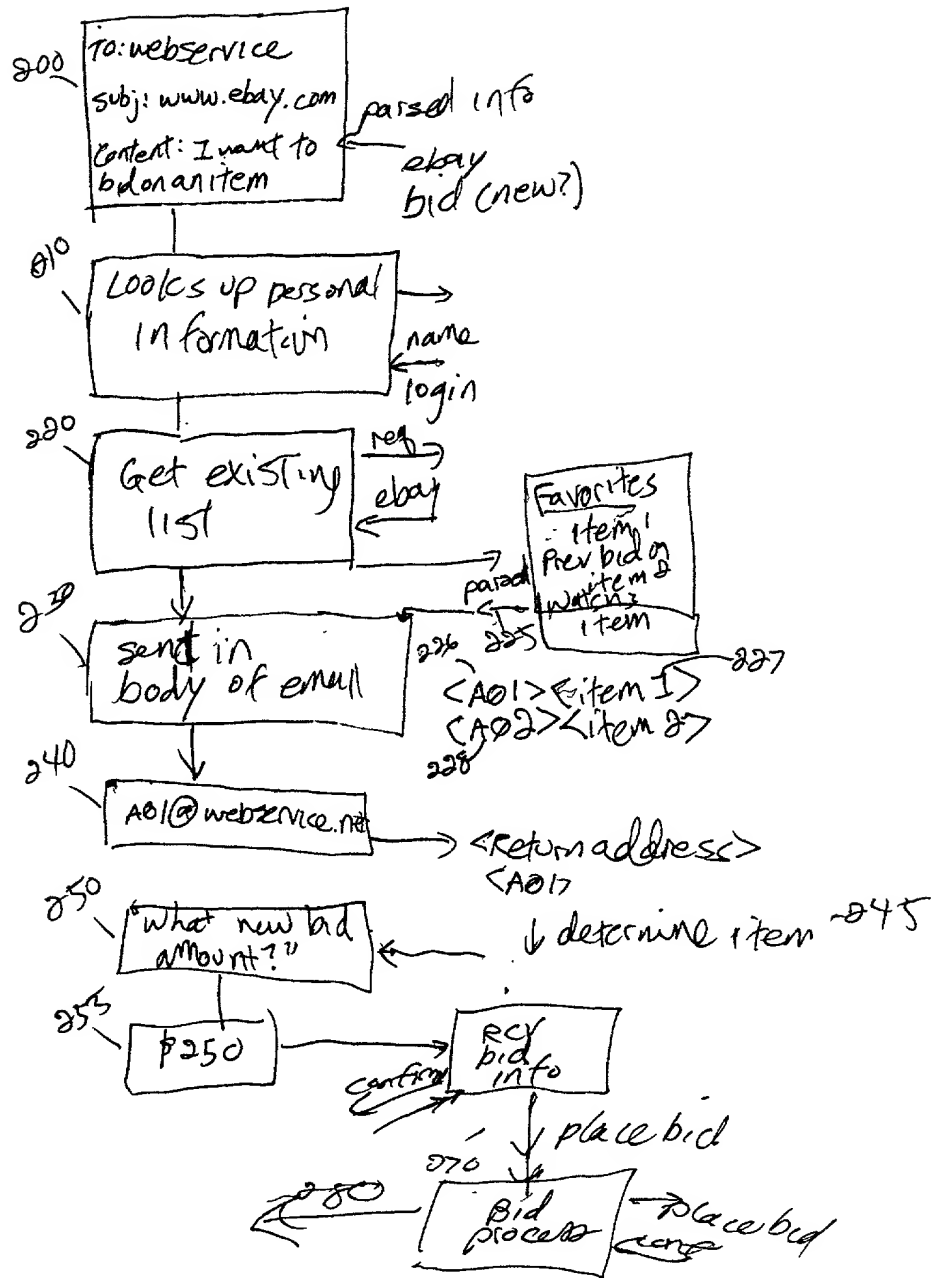 200
To: webservice
subj: www.ebay.com
Content: I want to
bid on an item
parsed info
ebay
bid (new?)
210
Looks up personal
information
name
login
220
Get existing
list
req
ebay
Favorites
item 1
Prev bid on
item 2
Watch
item
parsed
225
230
send in
body of email
226
227
<A01><item 1>
<A02><item 2>
228
240
A01@webservice.net
<Return address>
<A01>
determine item 245
250
"What new bid
amount?"
255
$250
RCV
bid
info
confirm
place bid
270
Bid
process
280
place bid